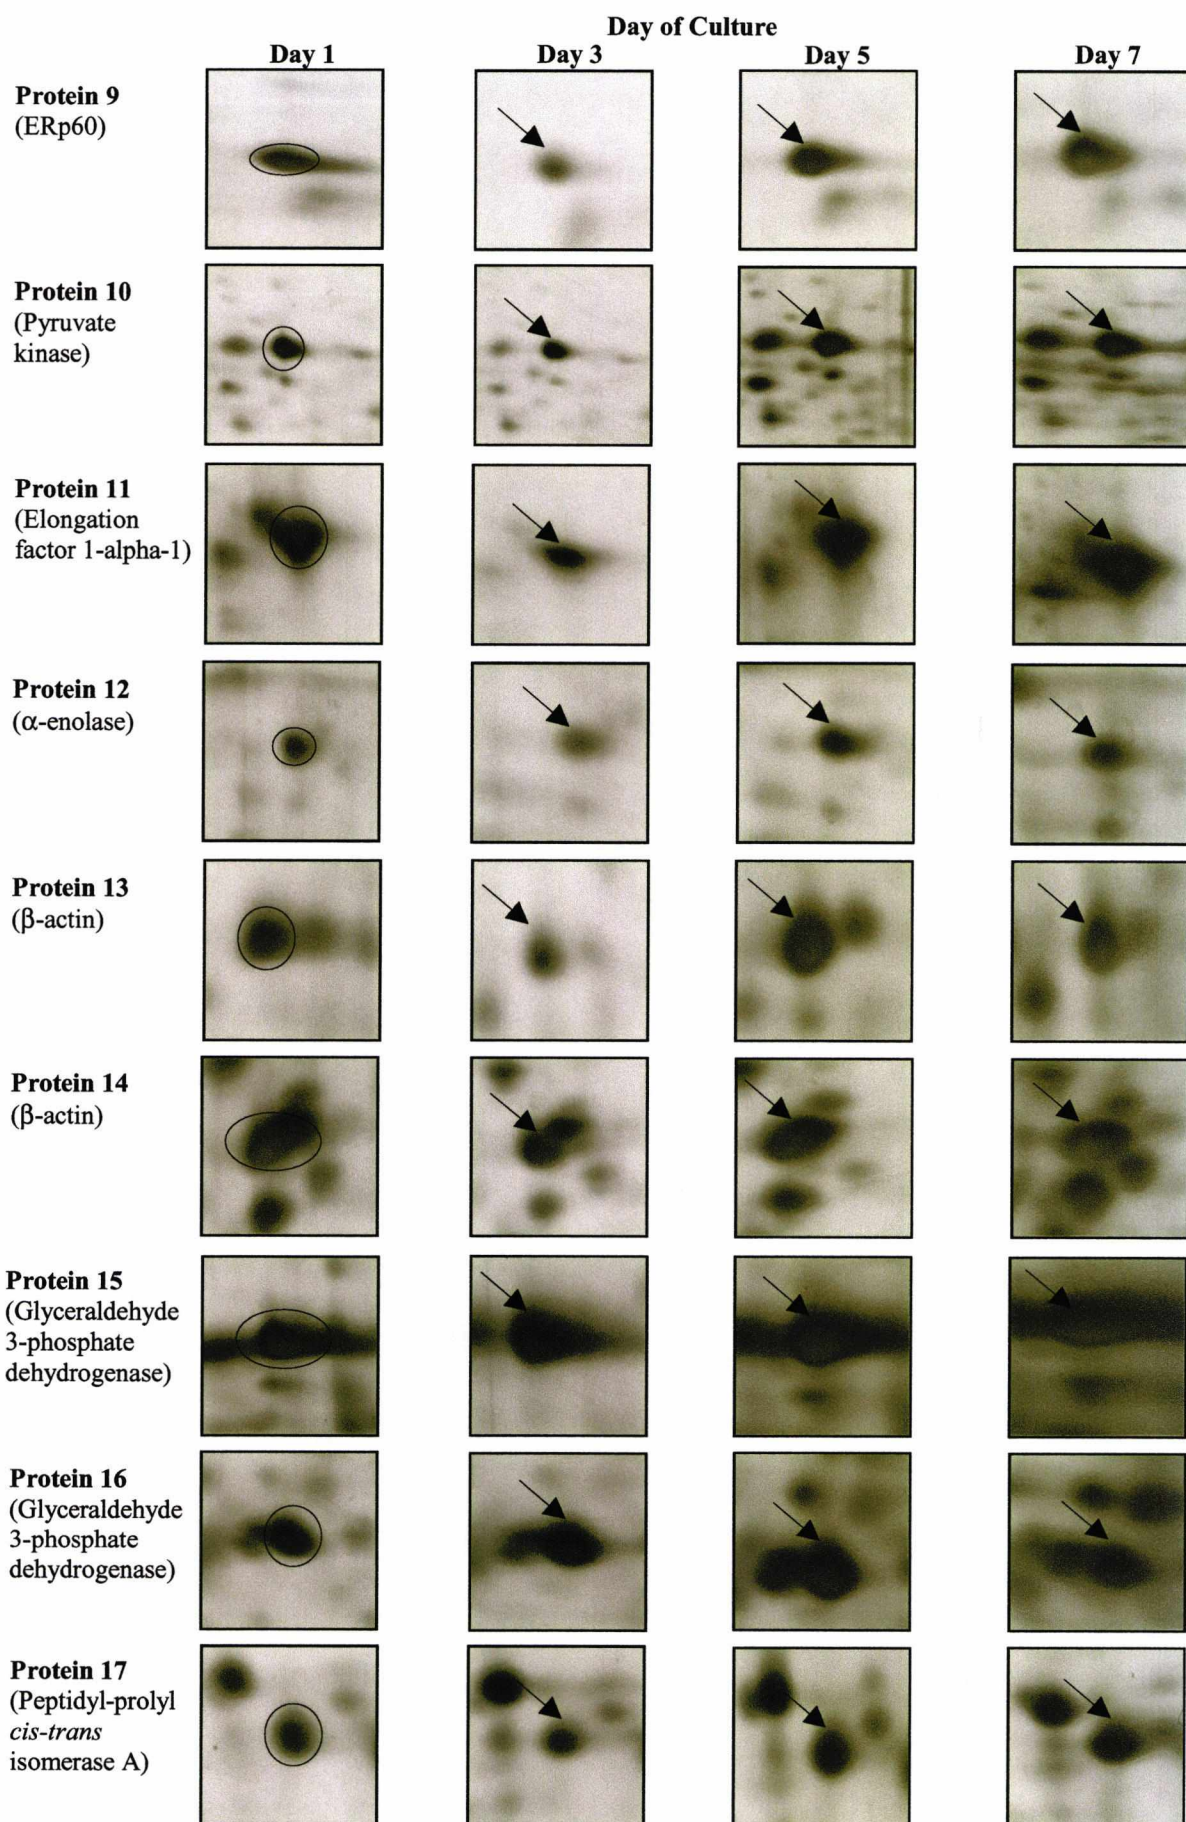 Day of Culture
Day 1 Day 3 Day 5 Day 7
Protein 9
(ERp60)
Protein 10
(Pyruvate
kinase)
Protein 11
(Elongation
factor 1-alpha-1)
Protein 12
(α-enolase)
Protein 13
(β-actin)
Protein 14
(β-actin)
Protein 15
(Glyceraldehyde
3-phosphate
dehydrogenase)
Protein 16
(Glyceraldehyde
3-phosphate
dehydrogenase)
Protein 17
(Peptidyl-prolyl
cis-trans
isomerase A)